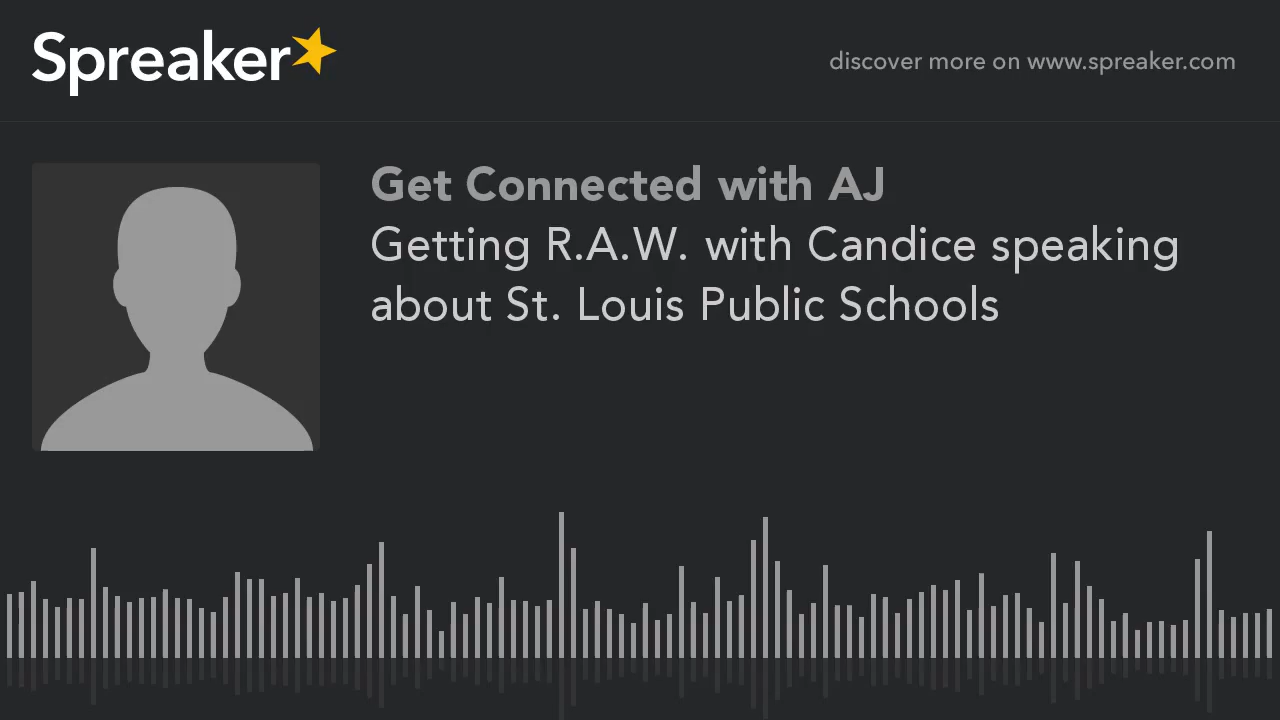 Spreaker
discover more on www.spreaker.com
Get Connected with AJ
Getting R.A.W. with Candice speaking
about St. Louis Public Schools